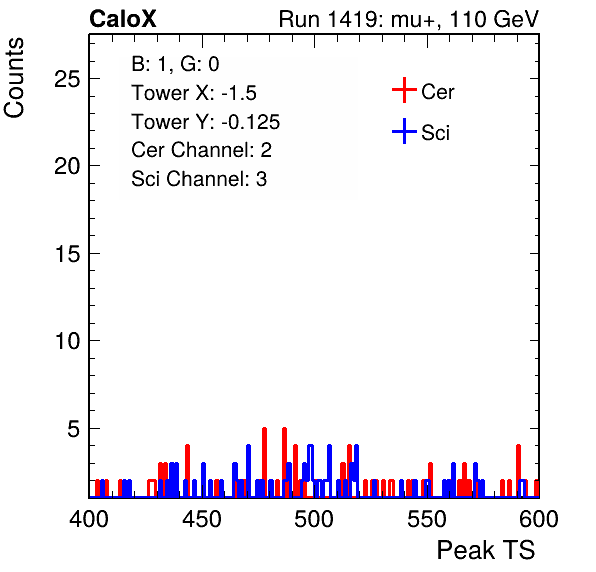 CaloX Run 1419: mu+, 110 GeV
Counts
B: 1, G: 0
Tower X: -1.5
Tower Y: -0.125
Cer Channel: 2
Sci Channel: 3
Cer
Sci
25
20
15
10
5
400 450 500 550 600
Peak TS